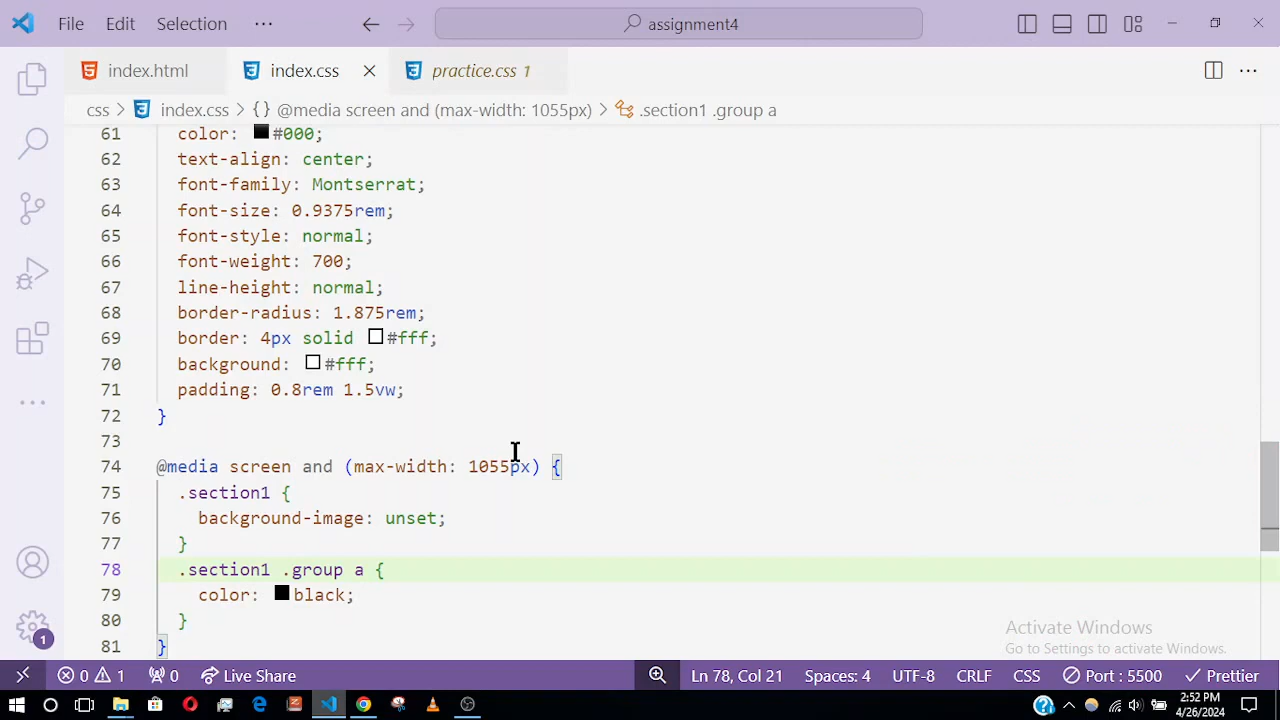 File Edit Selection ··· assignment4
index.html index.css practice.css 1
css > index.css > {} @media screen and (max-width: 1055px) > .section1 .group a
61 color: #000;
62 text-align: center;
63 font-family: Montserrat;
64 font-size: 0.9375rem;
65 font-style: normal;
66 font-weight: 700;
67 line-height: normal;
68 border-radius: 1.875rem;
69 border: 4px solid #fff;
70 background: #fff;
71 padding: 0.8rem 1.5vw;
72 }
73
74 @media screen and (max-width: 1055px) {
75 .section1 {
76 background-image: unset;
77 }
78 .section1 .group a {
79 color: black;
80 }
81 }
Activate Windows
Go to Settings to activate Windows.
1
0 1 0 Live Share Ln 78, Col 21 Spaces: 4 UTF-8 CRLF CSS Port : 5500 Prettier
2:52 PM
4/26/2024